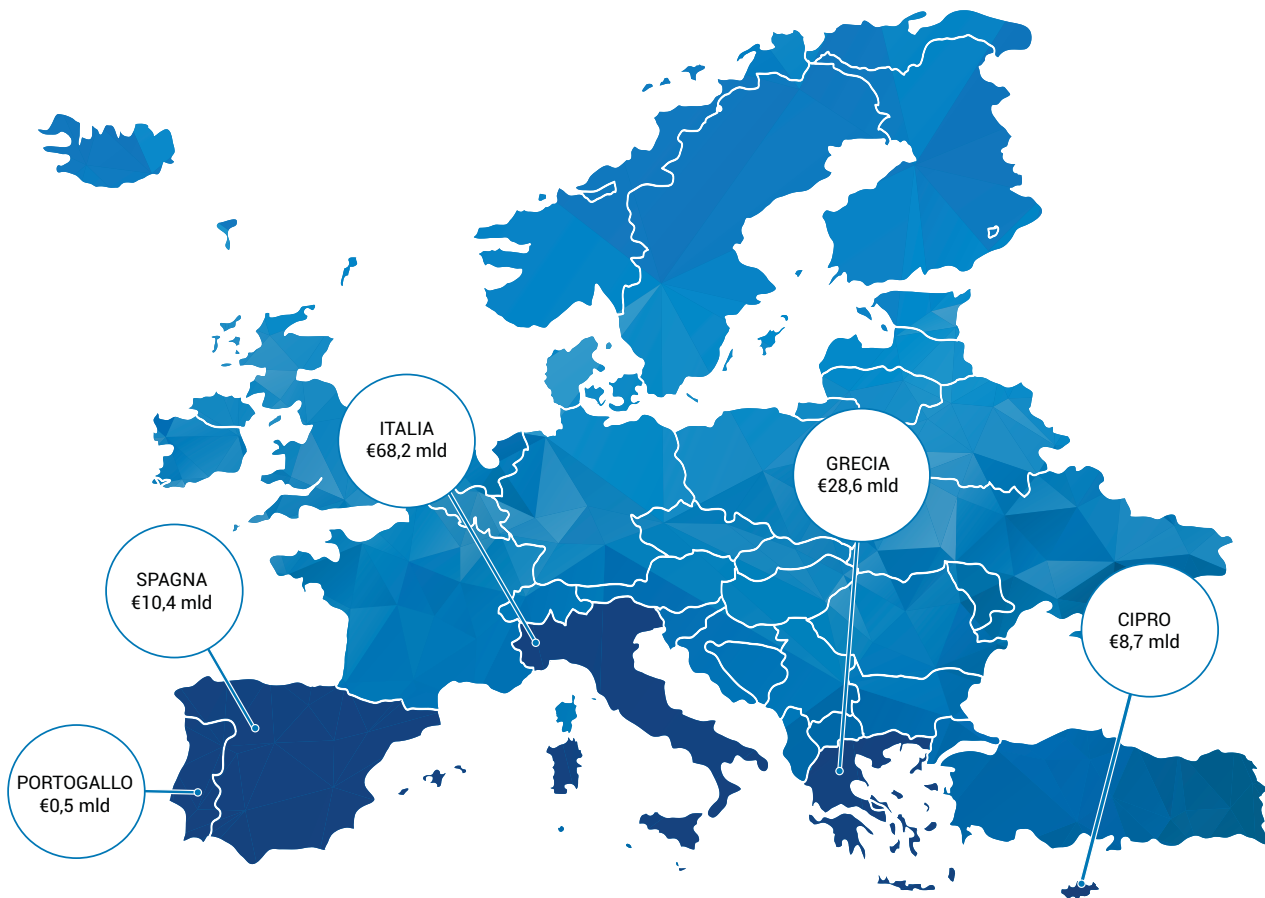 ITALIA
€68,2 mld
GRECIA
€28,6 mld
SPAGNA
€10,4 mld
CIPRO
€8,7 mld
PORTOGALLO
€0,5 mld